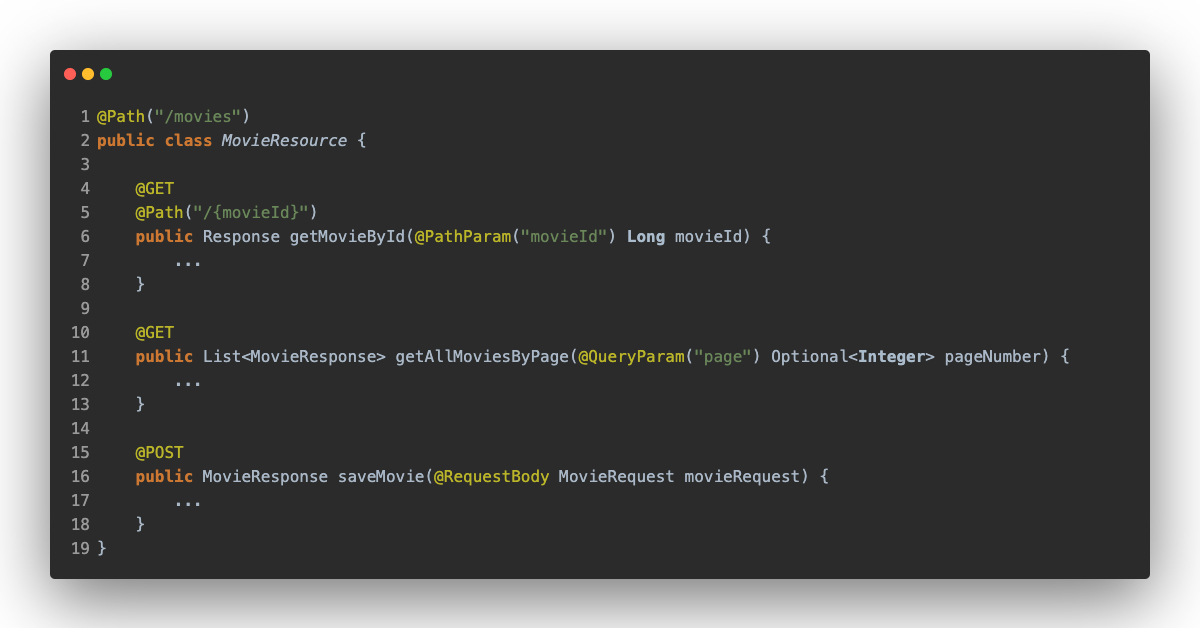 1 @Path("/movies")
2 public class MovieResource {
3
4     @GET
5     @Path("/{movieId}")
6     public Response getMovieById(@PathParam("movieId") Long movieId) {
7         ...
8     }
9
10     @GET
11     public List<MovieResponse> getAllMoviesByPage(@QueryParam("page") Optional<Integer> pageNumber) {
12         ...
13     }
14
15     @POST
16     public MovieResponse saveMovie(@RequestBody MovieRequest movieRequest) {
17         ...
18     }
19 }